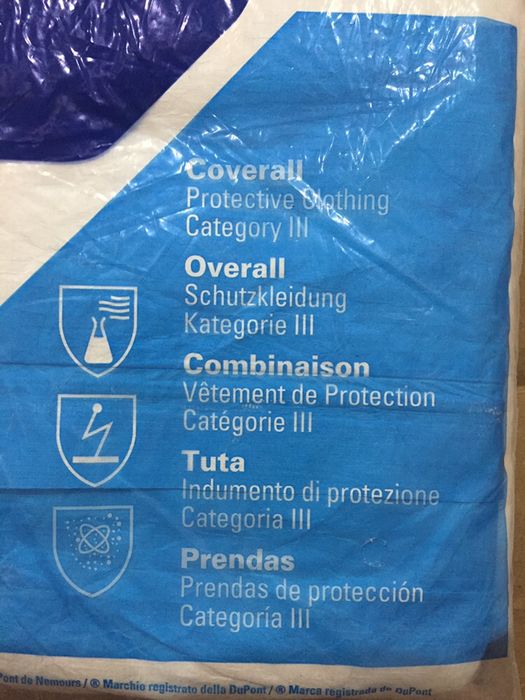 Coverall
Protective Clothing
Category III
Overall
Schutzkleidung
Kategorie III
Combinaison
Vêtement de Protection
Catégorie III
Tuta
Indumento di protezione
Categoria III
Prendas
Prendas de protección
Categoría III
Pont de Nemours / ® Marchio registrato della DuPont / ® Marca registrada de DuPont